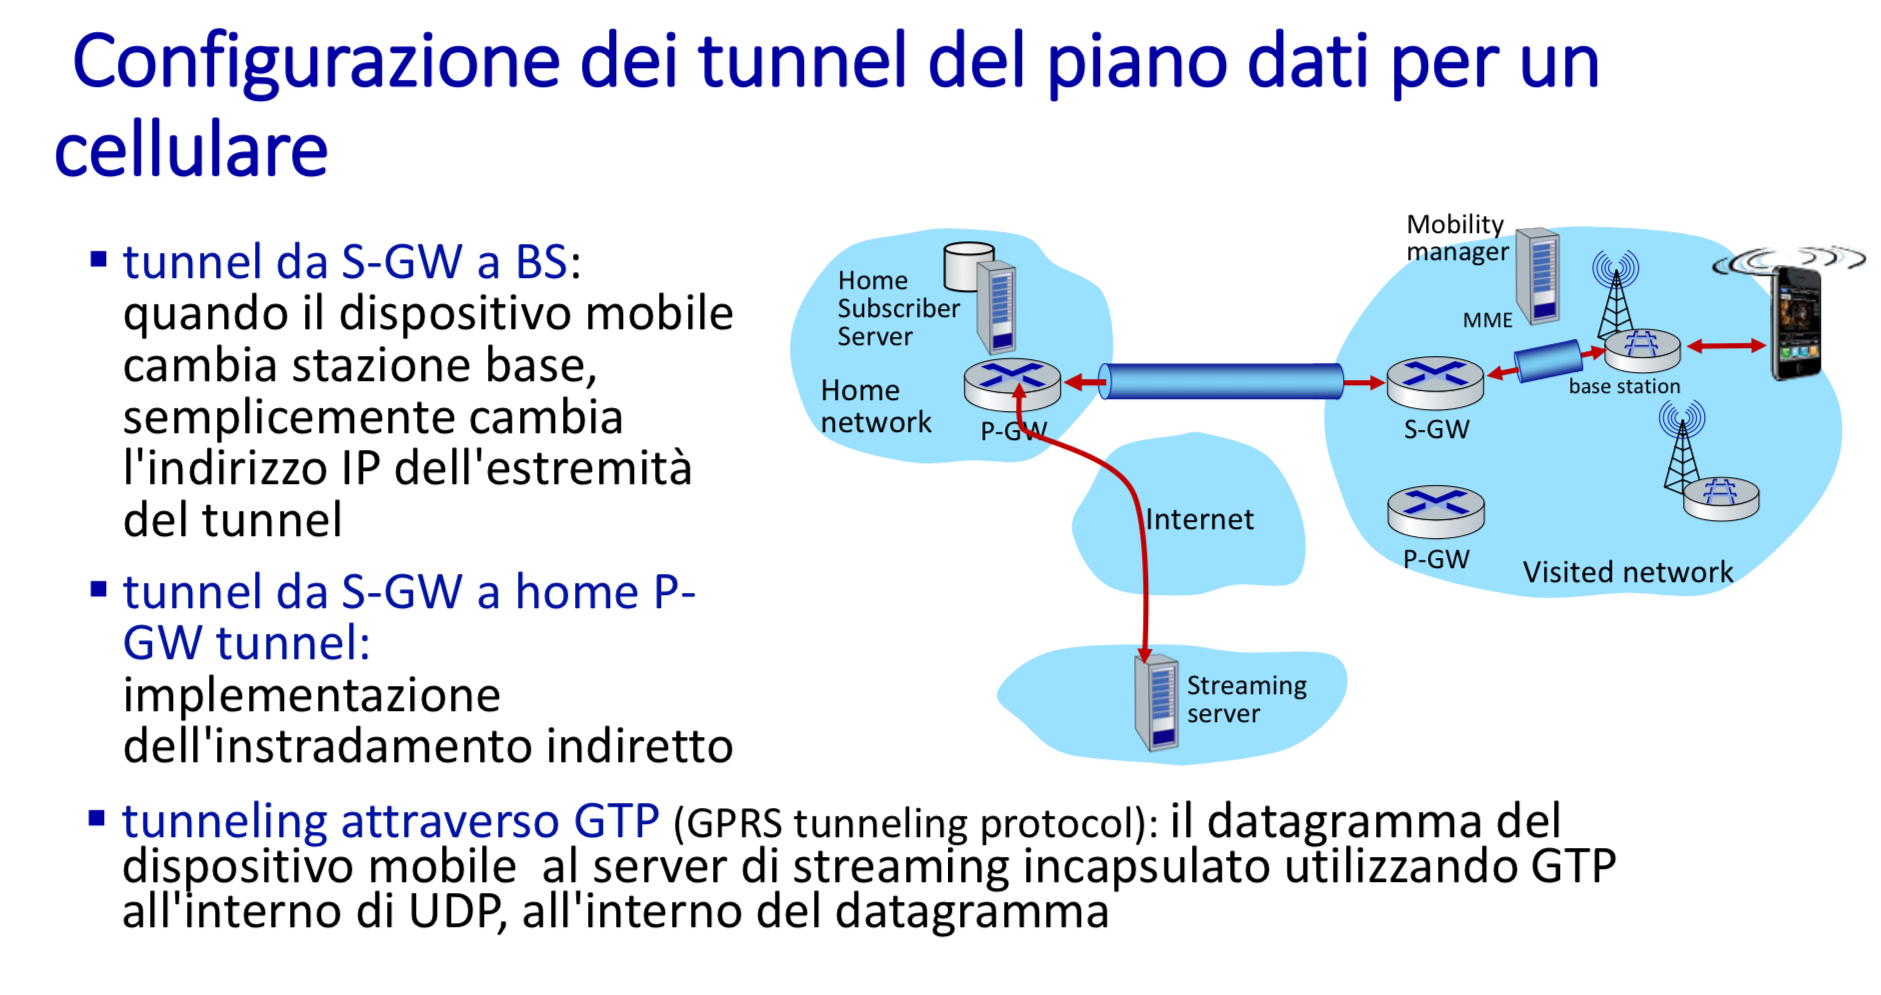 Configurazione dei tunnel del piano dati per un
cellulare
▪ tunnel da S-GW a BS:
quando il dispositivo mobile
cambia stazione base,
semplicemente cambia
l'indirizzo IP dell'estremità
del tunnel
▪ tunnel da S-GW a home P-
GW tunnel:
implementazione
dell'instradamento indiretto
▪ tunneling attraverso GTP (GPRS tunneling protocol): il datagramma del
dispositivo mobile al server di streaming incapsulato utilizzando GTP
all'interno di UDP, all'interno del datagramma
Home
Subscriber
Server
Home
network
P-GW
Mobility
manager
MME
base station
S-GW
P-GW
Visited network
Internet
Streaming
server